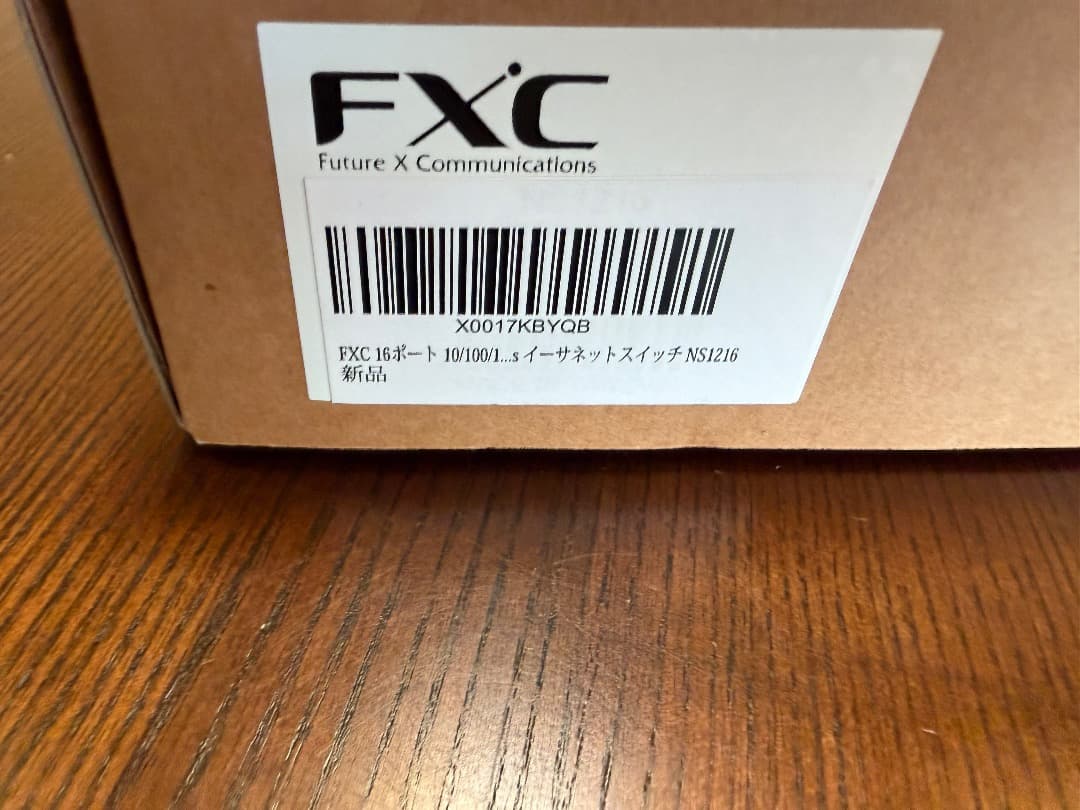 FXC
Future X Communications
X0017KBYQB
FXC 16ポート 10/100/1...s イーサネットスイッチ NS1216
新品